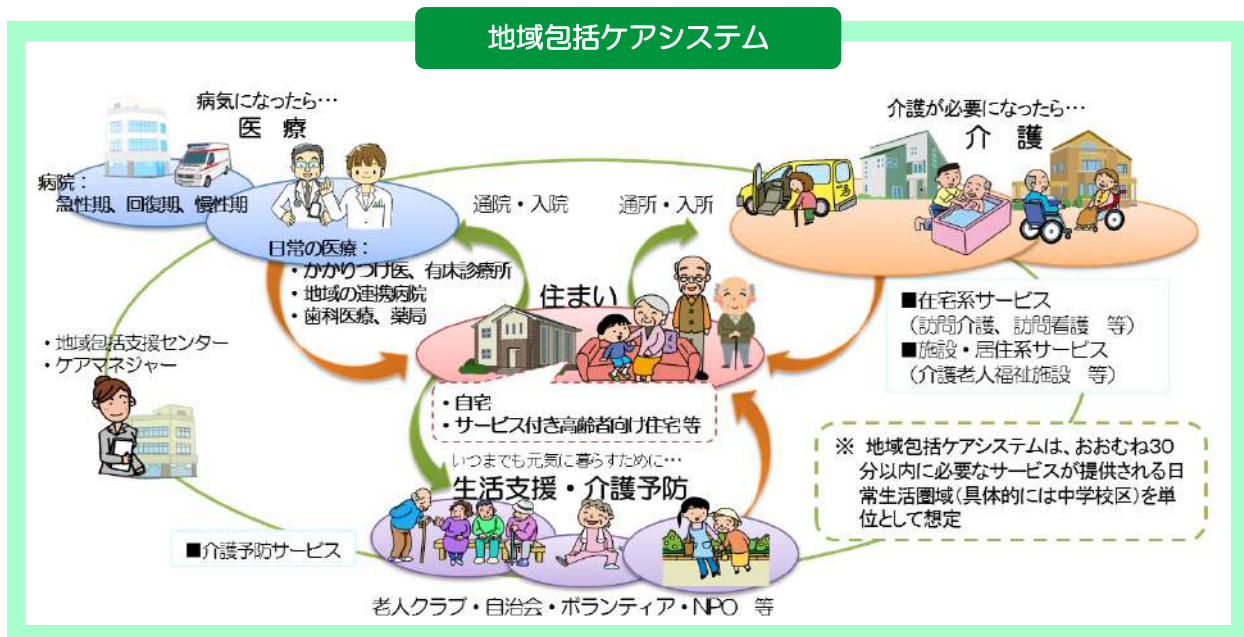 地域包括ケアシステム
病気になったら…
医 療
病院：
急性期、回復期、慢性期
日常の医療：
・かかりつけ医、有床診療所
・地域の連携病院
・歯科医療、薬局
通院・入院
通所・入所
介護が必要になったら…
介 護
■在宅系サービス
（訪問介護、訪問看護 等）
■施設・居住系サービス
（介護老人福祉施設 等）
住まい
・自宅
・サービス付き高齢者向け住宅 等
・地域包括支援センター
・ケアマネジャー
いつまでも元気に暮らすために…
生活支援・介護予防
■介護予防サービス
老人クラブ・自治会・ボランティア・NPO 等
※ 地域包括ケアシステムは、おおむね30
分以内に必要なサービスが提供される日
常生活圏域（具体的には中学校区）を単
位として想定